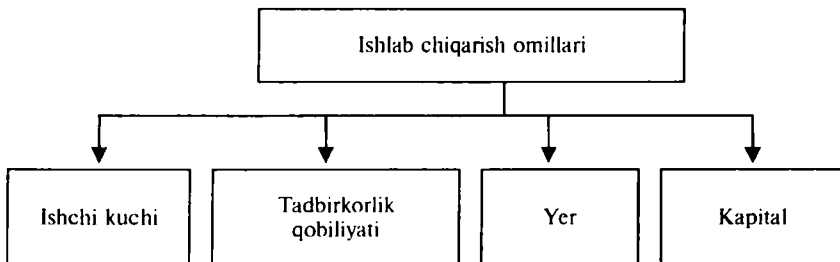 Ishlab chiqarish omillari
Ishchi kuchi
Tadbirkorlik
qobiliyati
Yer
Kapital